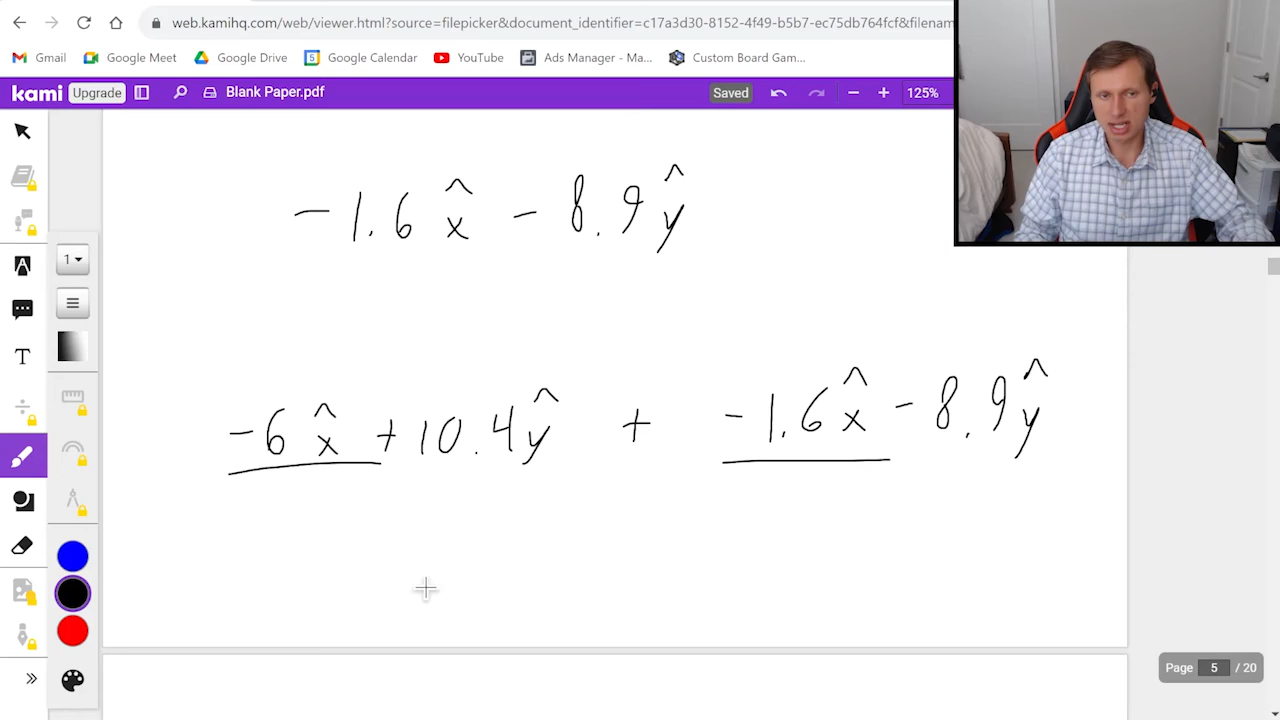 web.kamihq.com/web/viewer.html?source=filepicker&document_identifier=c17a3d30-8152-4f49-b5b7-ec75db764fcf&filenam
Gmail Google Meet Google Drive 5 Google Calendar YouTube Ads Manager - Ma... Custom Board Gam...
kami Upgrade Blank Paper.pdf Saved 125%
A
T
1
-1.6 x̂ - 8.9 ŷ
-6 x̂ + 10.4 ŷ + -1.6 x̂ - 8.9 ŷ
Page 5 / 20